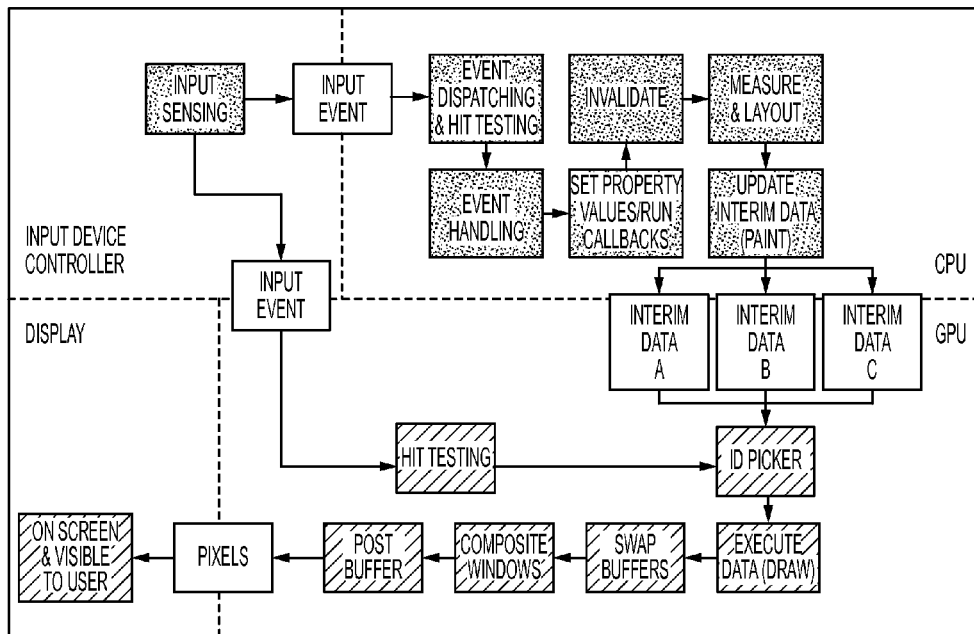 INPUT
SENSING
INPUT
EVENT
EVENT
DISPATCHING
& HIT TESTING
INVALIDATE
MEASURE
& LAYOUT
EVENT
HANDLING
SET PROPERTY
VALUES/RUN
CALLBACKS
UPDATE
INTERIM DATA
(PAINT)
INPUT DEVICE
CONTROLLER
CPU
INPUT
EVENT
DISPLAY
GPU
INTERIM
DATA
A
INTERIM
DATA
B
INTERIM
DATA
C
HIT TESTING
ID PICKER
ON SCREEN
& VISIBLE
TO USER
PIXELS
POST
BUFFER
COMPOSITE
WINDOWS
SWAP
BUFFERS
EXECUTE
DATA (DRAW)